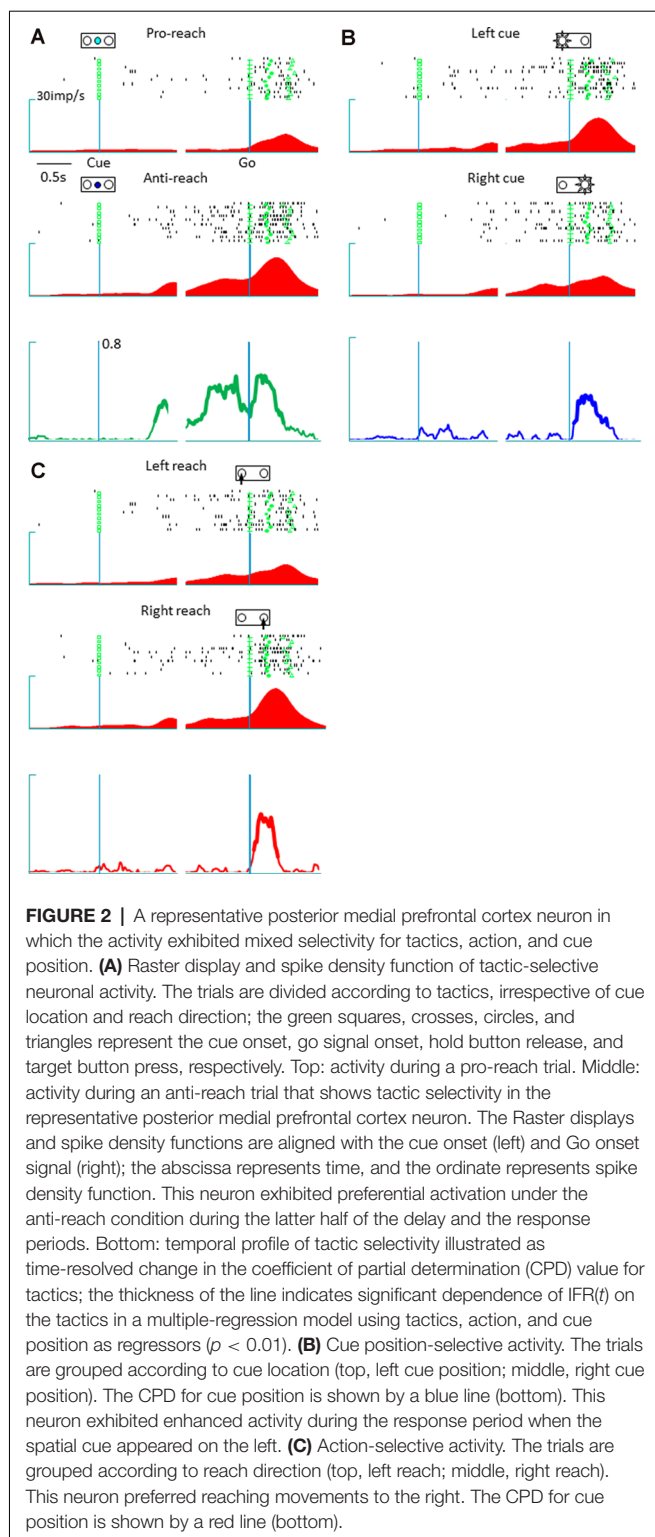 A
Pro-reach
30imp/s
0.5s
Cue
Go
Anti-reach
0.8
B
Left cue
Right cue
C
Left reach
Right reach
FIGURE 2 | A representative posterior medial prefrontal cortex neuron in
which the activity exhibited mixed selectivity for tactics, action, and cue
position. (A) Raster display and spike density function of tactic-selective
neuronal activity. The trials are divided according to tactics, irrespective of cue
location and reach direction; the green squares, crosses, circles, and
triangles represent the cue onset, go signal onset, hold button release, and
target button press, respectively. Top: activity during a pro-reach trial. Middle:
activity during an anti-reach trial that shows tactic selectivity in the
representative posterior medial prefrontal cortex neuron. The Raster displays
and spike density functions are aligned with the cue onset (left) and Go onset
signal (right); the abscissa represents time, and the ordinate represents spike
density function. This neuron exhibited preferential activation under the
anti-reach condition during the latter half of the delay and the response
periods. Bottom: temporal profile of tactic selectivity illustrated as
time-resolved change in the coefficient of partial determination (CPD) value for
tactics; the thickness of the line indicates significant dependence of IFR(t) on
the tactics in a multiple-regression model using tactics, action, and cue
position as regressors (p < 0.01). (B) Cue position-selective activity. The trials
are grouped according to cue location (top, left cue position; middle, right cue
position). The CPD for cue position is shown by a blue line (bottom). This
neuron exhibited enhanced activity during the response period when the
spatial cue appeared on the left. (C) Action-selective activity. The trials are
grouped according to reach direction (top, left reach; middle, right reach).
This neuron preferred reaching movements to the right. The CPD for cue
position is shown by a red line (bottom).